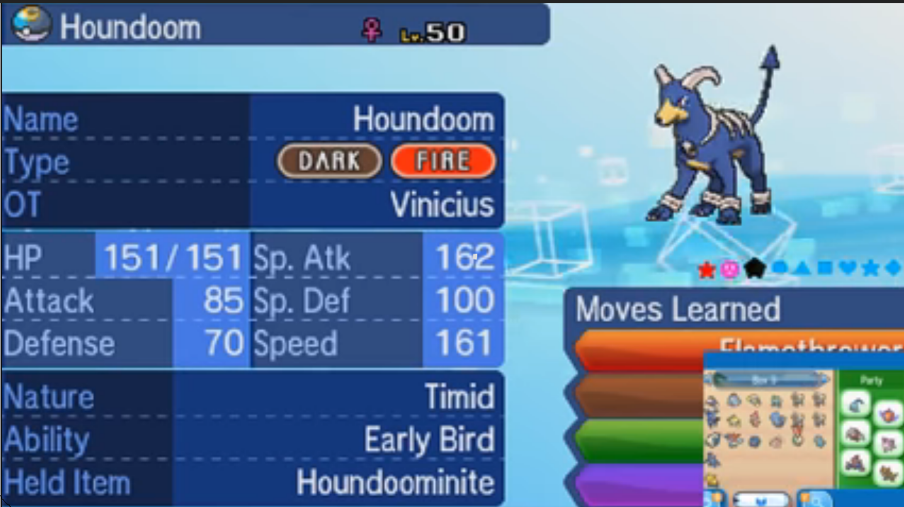 Houndoom ♀ Lv.50
Name Houndoom
Type DARK FIRE
OT Vinicius
HP 151/151 Sp. Atk 162
Attack 85 Sp. Def 100
Defense 70 Speed 161
Moves Learned
Flamethrower
Nature Timid
Ability Early Bird
Held Item Houndoominite
Party